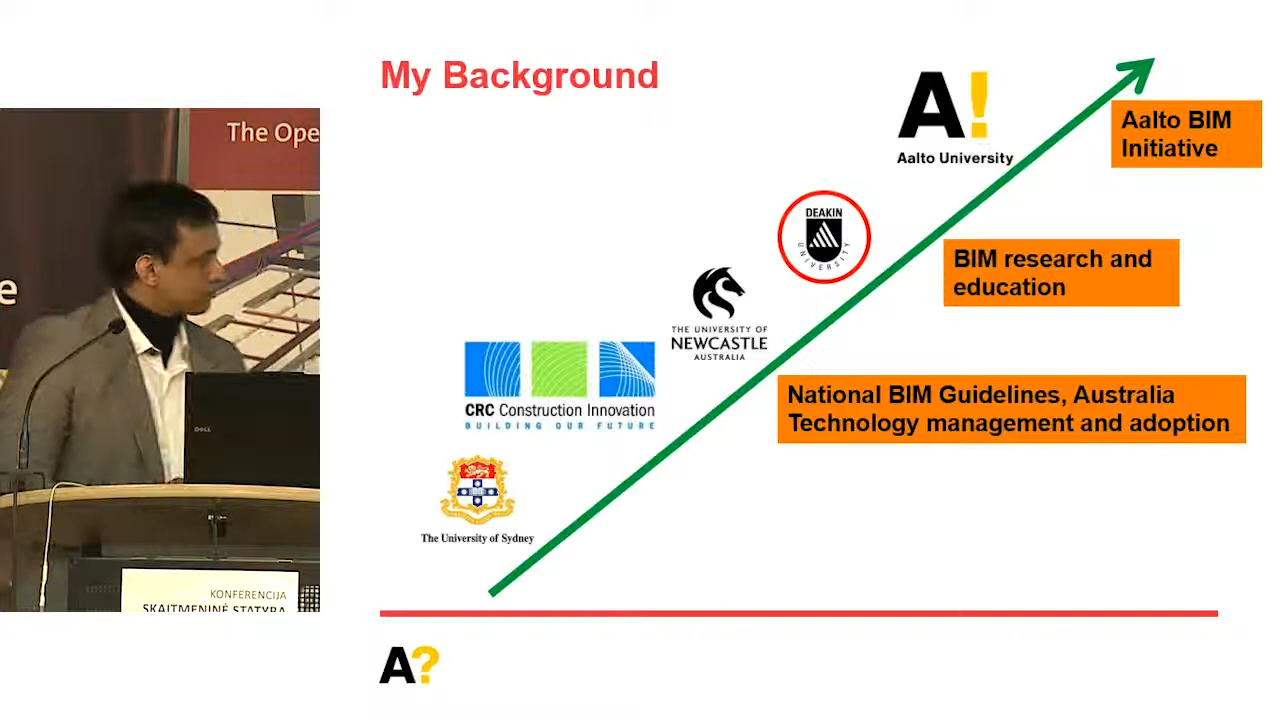 My Background
A!
Aalto University
Aalto BIM
Initiative
DEAKIN
UNIVERSITY
BIM research and
education
THE UNIVERSITY OF
NEWCASTLE
AUSTRALIA
CRC Construction Innovation
BUILDING OUR FUTURE
National BIM Guidelines, Australia
Technology management and adoption
The University of Sydney
A?
The Ope
e
DELL
KONFERENCIJA
SKAITMENINĖ STATYBA